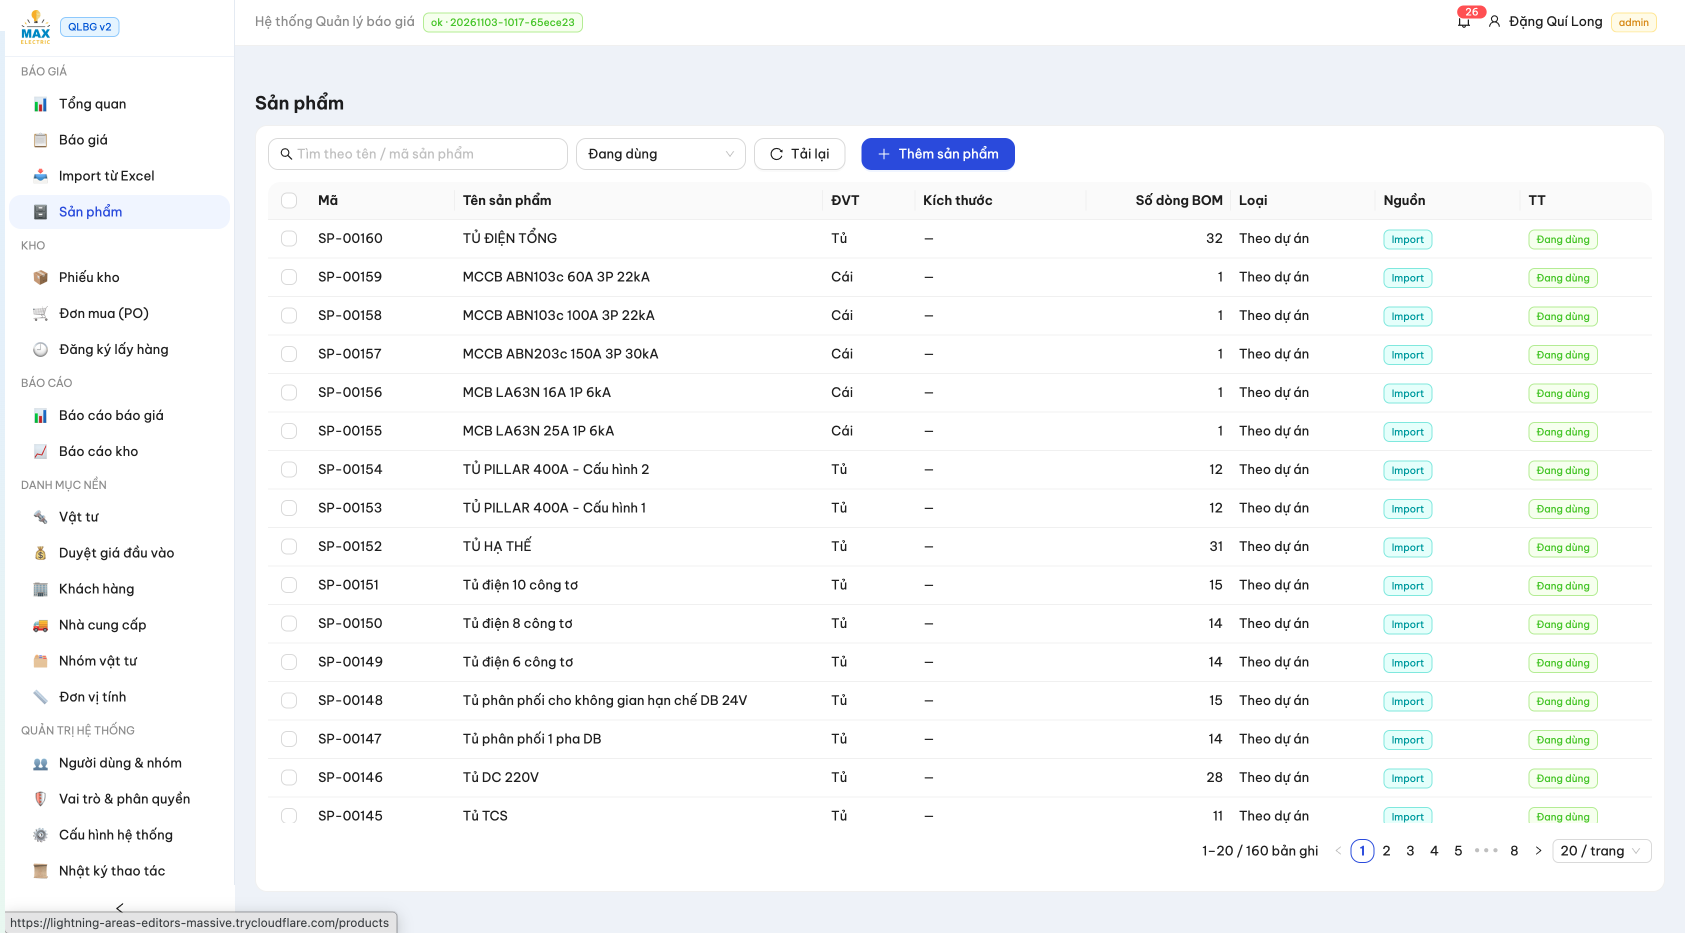 MAX
ELECTRIC
QLBG v2
Hệ thống Quản lý báo giá
ok · 20261103-1017-65ece23
26
Đặng Quí Long
admin
BÁO GIÁ
Tổng quan
Báo giá
Import từ Excel
Sản phẩm
KHO
Phiếu kho
Đơn mua (PO)
Đăng ký lấy hàng
BÁO CÁO
Báo cáo báo giá
Báo cáo kho
DANH MỤC NỀN
Vật tư
Duyệt giá đầu vào
Khách hàng
Nhà cung cấp
Nhóm vật tư
Đơn vị tính
QUẢN TRỊ HỆ THỐNG
Người dùng & nhóm
Vai trò & phân quyền
Cấu hình hệ thống
Nhật ký thao tác
Sản phẩm
Tìm theo tên / mã sản phẩm
Đang dùng
Tải lại
Thêm sản phẩm
Mã Tên sản phẩm ĐVT Kích thước Số dòng BOM Loại Nguồn TT
SP-00160 TỦ ĐIỆN TỔNG Tủ — 32 Theo dự án Import Đang dùng
SP-00159 MCCB ABN103c 60A 3P 22kA Cái — 1 Theo dự án Import Đang dùng
SP-00158 MCCB ABN103c 100A 3P 22kA Cái — 1 Theo dự án Import Đang dùng
SP-00157 MCCB ABN203c 150A 3P 30kA Cái — 1 Theo dự án Import Đang dùng
SP-00156 MCB LA63N 16A 1P 6kA Cái — 1 Theo dự án Import Đang dùng
SP-00155 MCB LA63N 25A 1P 6kA Cái — 1 Theo dự án Import Đang dùng
SP-00154 TỦ PILLAR 400A - Cấu hình 2 Tủ — 12 Theo dự án Import Đang dùng
SP-00153 TỦ PILLAR 400A - Cấu hình 1 Tủ — 12 Theo dự án Import Đang dùng
SP-00152 TỦ HẠ THẾ Tủ — 31 Theo dự án Import Đang dùng
SP-00151 Tủ điện 10 công tơ Tủ — 15 Theo dự án Import Đang dùng
SP-00150 Tủ điện 8 công tơ Tủ — 14 Theo dự án Import Đang dùng
SP-00149 Tủ điện 6 công tơ Tủ — 14 Theo dự án Import Đang dùng
SP-00148 Tủ phân phối cho không gian hạn chế DB 24V Tủ — 15 Theo dự án Import Đang dùng
SP-00147 Tủ phân phối 1 pha DB Tủ — 14 Theo dự án Import Đang dùng
SP-00146 Tủ DC 220V Tủ — 28 Theo dự án Import Đang dùng
SP-00145 Tủ TCS Tủ — 11 Theo dự án Import Đang dùng
1-20 / 160 bản ghi 1 2 3 4 5 ••• 8 20 / trang
https://lightning-areas-editors-massive.trycloudflare.com/products